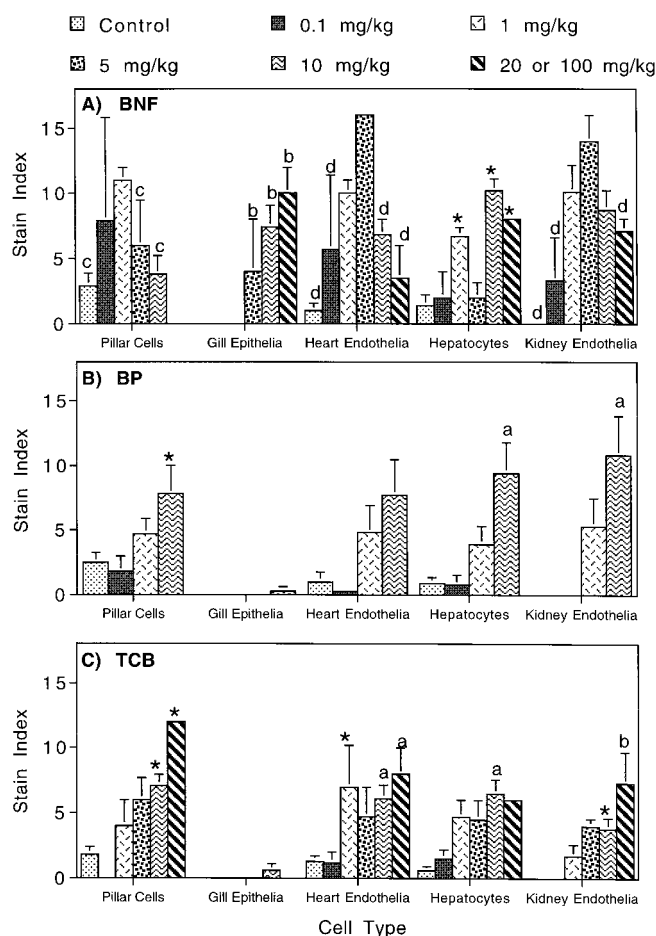 Control 0.1 mg/kg 1 mg/kg
5 mg/kg 10 mg/kg 20 or 100 mg/kg
A) BNF
Stain Index
15
10
5
0
c c c
b b b
d d d d
* * *
d d d
Pillar Cells Gill Epithelia Heart Endothelia Hepatocytes Kidney Endothelia
B) BP
Stain Index
15
10
5
0
* a a
Pillar Cells Gill Epithelia Heart Endothelia Hepatocytes Kidney Endothelia
C) TCB
Stain Index
15
10
5
0
* * * a a a * b
Pillar Cells Gill Epithelia Heart Endothelia Hepatocytes Kidney Endothelia
Cell Type